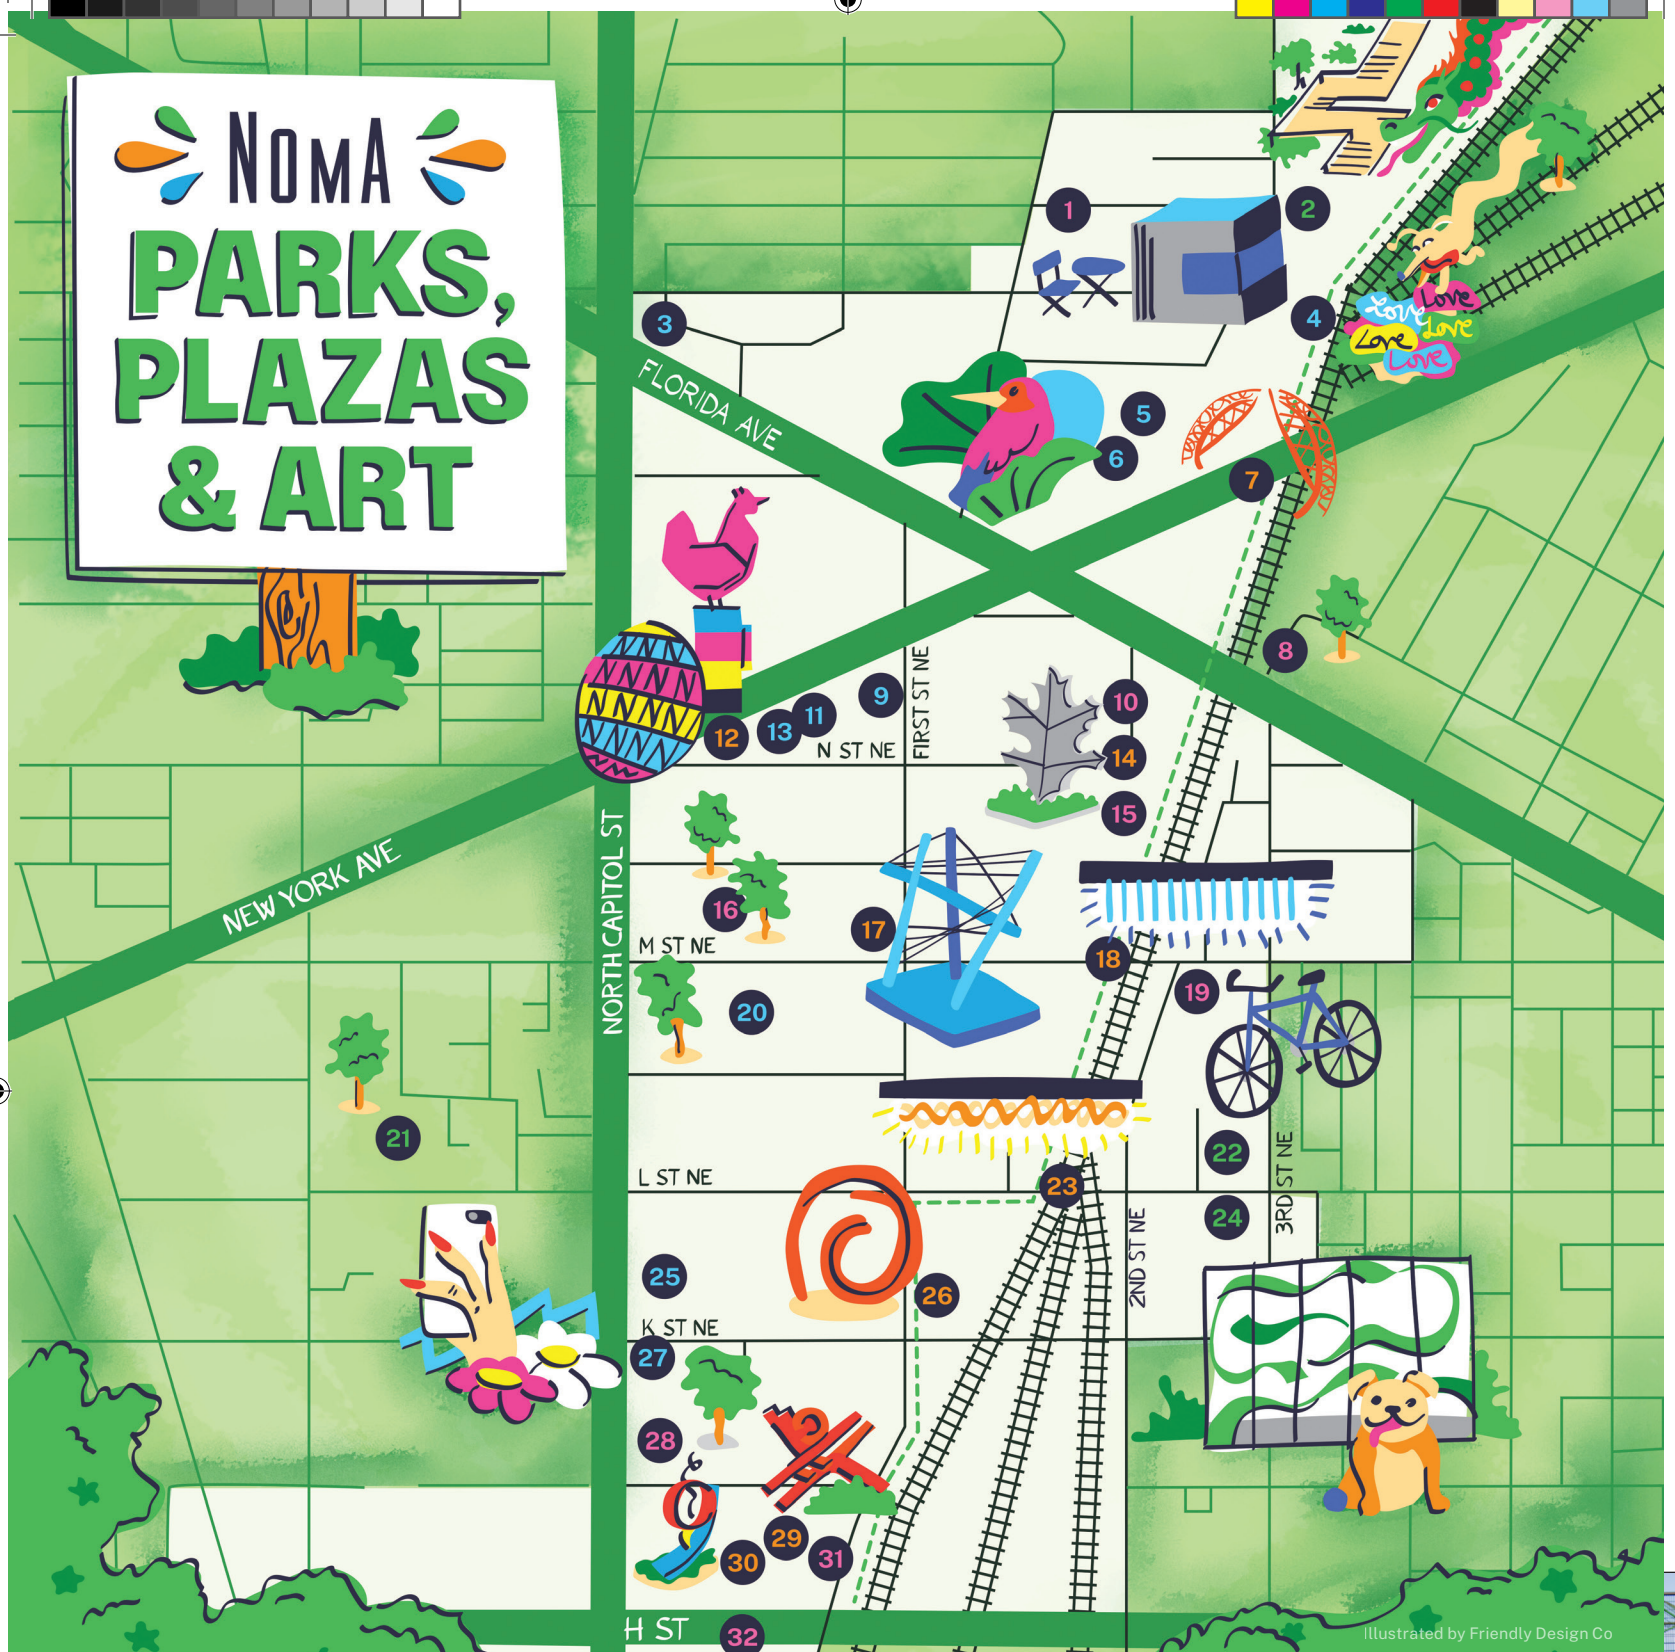 NOMA
PARKS,
PLAZAS
& ART
1
2
3
4
Love
Love
Love
Love
Love
FLORIDA AVE
5
6
7
8
9
10
11
12
13
N ST NE
FIRST ST NE
14
15
NEW YORK AVE
NORTH CAPITOL ST
16
17
M ST NE
18
19
20
21
22
3RD ST NE
L ST NE
23
24
2ND ST NE
25
26
K ST NE
27
28
29
30
31
H ST
32
Illustrated by Friendly Design Co